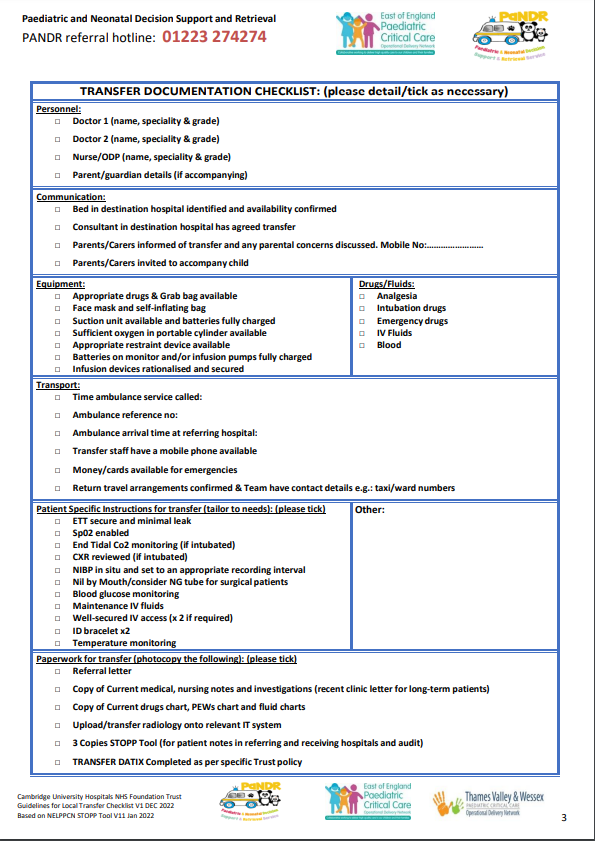 Paediatric and Neonatal Decision Support and Retrieval
PANDR referral hotline: 01223 274274
East of England
Paediatric
Critical Care
Operational Delivery Network
PaNDR
Paediatric & Neonatal Decision
Support & Retrieval Service
TRANSFER DOCUMENTATION CHECKLIST: (please detail/tick as necessary)
Personnel:
□ Doctor 1 (name, speciality & grade)
□ Doctor 2 (name, speciality & grade)
□ Nurse/ODP (name, speciality & grade)
□ Parent/guardian details (if accompanying)
Communication:
□ Bed in destination hospital identified and availability confirmed
□ Consultant in destination hospital has agreed transfer
□ Parents/Carers informed of transfer and any parental concerns discussed. Mobile No:……………………
□ Parents/Carers invited to accompany child
Equipment:
□ Appropriate drugs & Grab bag available
□ Face mask and self-inflating bag
□ Suction unit available and batteries fully charged
□ Sufficient oxygen in portable cylinder available
□ Appropriate restraint device available
□ Batteries on monitor and/or infusion pumps fully charged
□ Infusion devices rationalised and secured
Drugs/Fluids:
□ Analgesia
□ Intubation drugs
□ Emergency drugs
□ IV Fluids
□ Blood
Transport:
□ Time ambulance service called:
□ Ambulance reference no:
□ Ambulance arrival time at referring hospital:
□ Transfer staff have a mobile phone available
□ Money/cards available for emergencies
□ Return travel arrangements confirmed & Team have contact details e.g.: taxi/ward numbers
Patient Specific Instructions for transfer (tailor to needs): (please tick)
□ ETT secure and minimal leak
□ Sp02 enabled
□ End Tidal Co2 monitoring (if intubated)
□ CXR reviewed (if intubated)
□ NIBP in situ and set to an appropriate recording interval
□ Nil by Mouth/consider NG tube for surgical patients
□ Blood glucose monitoring
□ Maintenance IV fluids
□ Well-secured IV access (x 2 if required)
□ ID bracelet x2
□ Temperature monitoring
Other:
Paperwork for transfer (photocopy the following): (please tick)
□ Referral letter
□ Copy of Current medical, nursing notes and investigations (recent clinic letter for long-term patients)
□ Copy of Current drugs chart, PEWs chart and fluid charts
□ Upload/transfer radiology onto relevant IT system
□ 3 Copies STOPP Tool (for patient notes in referring and receiving hospitals and audit)
□ TRANSFER DATIX Completed as per specific Trust policy
Cambridge University Hospitals NHS Foundation Trust
Guidelines for Local Transfer Checklist V1 DEC 2022
Based on NELPPCN STOPP Tool V11 Jan 2022
PaNDR
Paediatric & Neonatal Decision
Support & Retrieval Service
East of England
Paediatric
Critical Care
Operational Delivery Network
Thames Valley & Wessex
PAEDIATRIC CRITICAL CARE
Operational Delivery Network
3